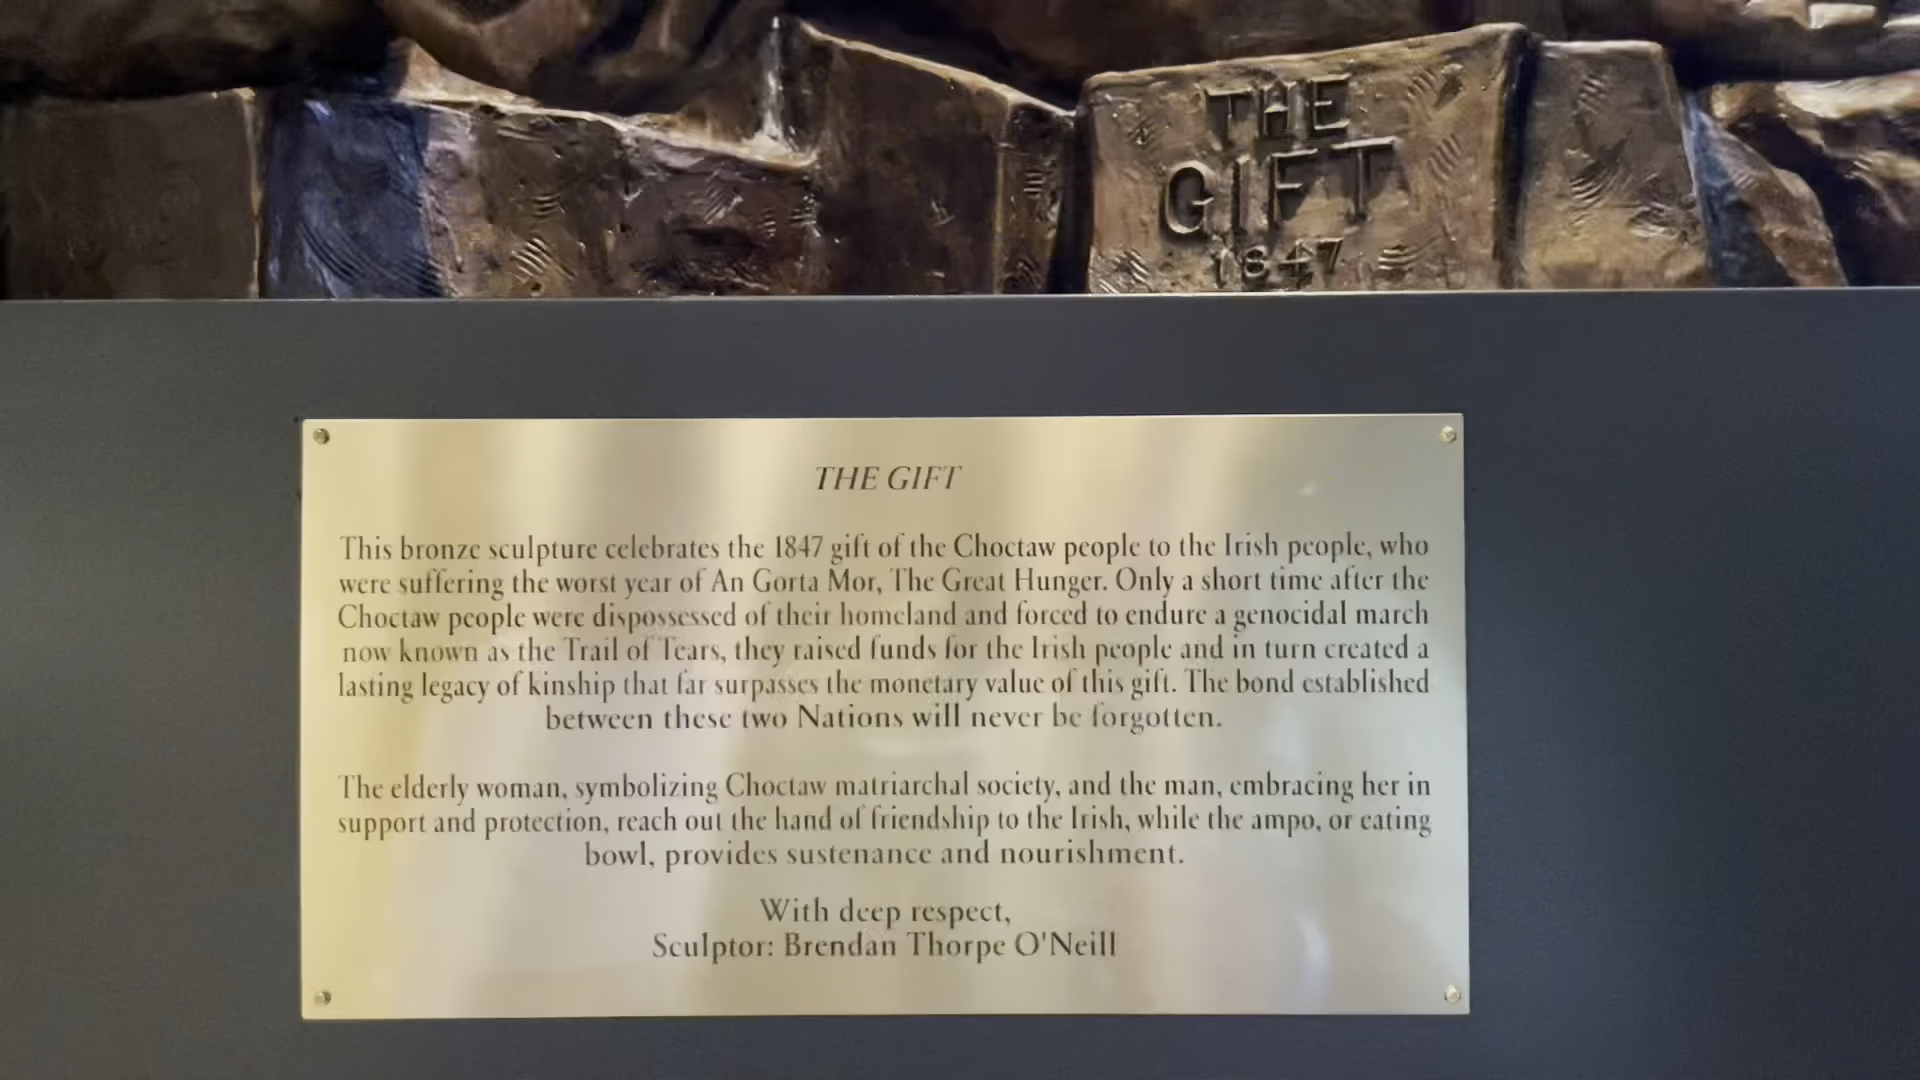 THE
GIFT
1847
THE GIFT
This bronze sculpture celebrates the 1847 gift of the Choctaw people to the Irish people, who
were suffering the worst year of An Gorta Mor, The Great Hunger. Only a short time after the
Choctaw people were dispossessed of their homeland and forced to endure a genocidal march
now known as the Trail of Tears, they raised funds for the Irish people and in turn created a
lasting legacy of kinship that far surpasses the monetary value of this gift. The bond established
between these two Nations will never be forgotten.
The elderly woman, symbolizing Choctaw matriarchal society, and the man, embracing her in
support and protection, reach out the hand of friendship to the Irish, while the ampo, or eating
bowl, provides sustenance and nourishment.
With deep respect,
Sculptor: Brendan Thorpe O'Neill